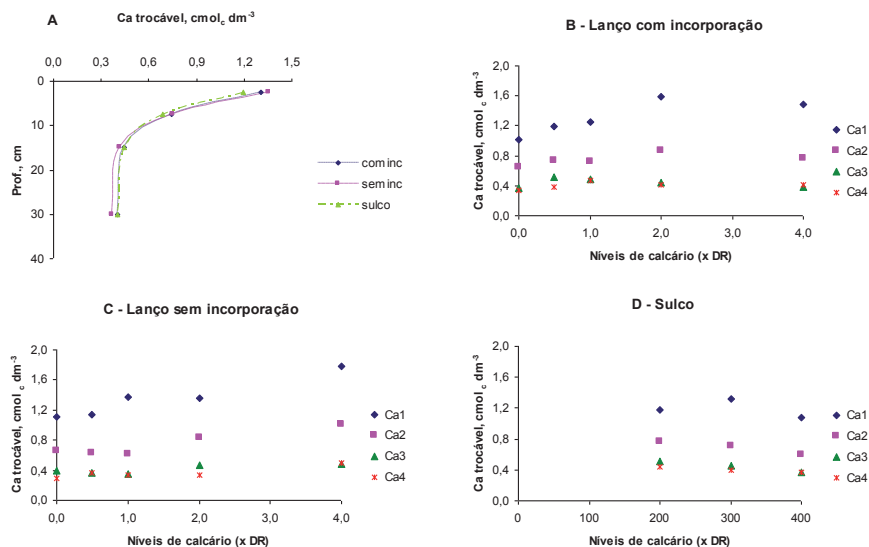 A
Ca trocável, cmolc dm-3
0,0 0,3 0,6 0,9 1,2 1,5
0
10
20
30
40
Prof., cm
com inc
sem inc
sulco
B - Lanço com incorporação
2,0
1,6
1,2
0,8
0,4
0,0
Ca trocável, cmolc dm-3
0,0 1,0 2,0 3,0 4,0
Níveis de calcário (x DR)
Ca1
Ca2
Ca3
Ca4
C - Lanço sem incorporação
2,0
1,6
1,2
0,8
0,4
0,0
Ca trocável, cmolc dm-3
0,0 1,0 2,0 3,0 4,0
Níveis de calcário (x DR)
Ca1
Ca2
Ca3
Ca4
D - Sulco
2,0
1,6
1,2
0,8
0,4
0,0
Ca trocável, cmolc dm-3
0 100 200 300 400
Níveis de calcário (x DR)
Ca1
Ca2
Ca3
Ca4